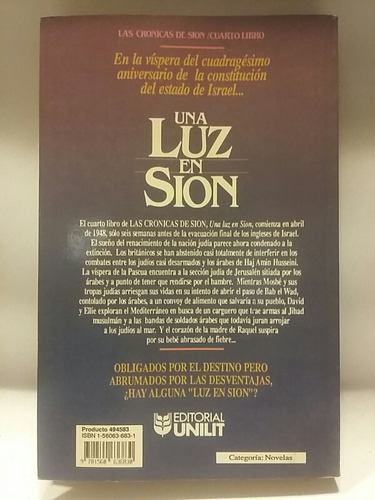 LAS CRONICAS DE SION /CUARTO LIBRO
En la víspera del cuadragésimo
aniversario de la constitución
del estado de Israel...
UNA
LUZ
EN
SION
El cuarto libro de LAS CRONICAS DE SION, Una luz en Sion, comienza en abril
de 1948, sólo seis semanas antes de la evacuación final de los ingleses de Israel.
El sueño del renacimiento de la nación judía parece ahora condenado a la
extinción. Los británicos se han abstenido casi totalmente de interferir en los
combates entre los judíos casi desarmados y los árabes de Haj Amin Husseini.
La víspera de la Pascua encuentra a la sección judía de Jerusalén sitiada por los
árabes y a punto de tener que rendirse por el hambre. Mientras Moshé y sus
tropas judías arriesgan sus vidas en su intento de abrir el paso de Bab el Wad,
contolado por los árabes, a un convoy de alimento que salvaría a su pueblo, David
y Ellie exploran el Mediterráneo en busca de un carguero que trae armas al Jihad
musulmán y a las bandas de soldados árabes que todavía juran arrojar
a los judíos al mar. Y el corazón de la madre de Raquel suspira
por su bebé abrasado de fiebre...
OBLIGADOS POR EL DESTINO PERO
ABRUMADOS POR LAS DESVENTAJAS,
¿HAY ALGUNA "LUZ EN SION"?
Producto 494583
ISBN 1-56063-683-1
9 781560 636830
EDITORIAL
UNILIT
Categoría: Novelas